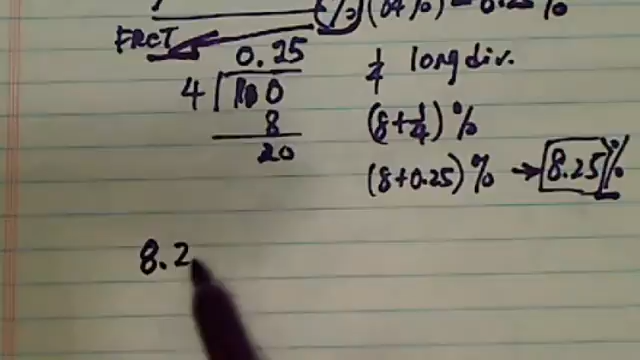 FRCT
0.25
4 100
8
20
1/4 long div.
(8+1/4)%
(8+0.25)% → 8.25%
8.2